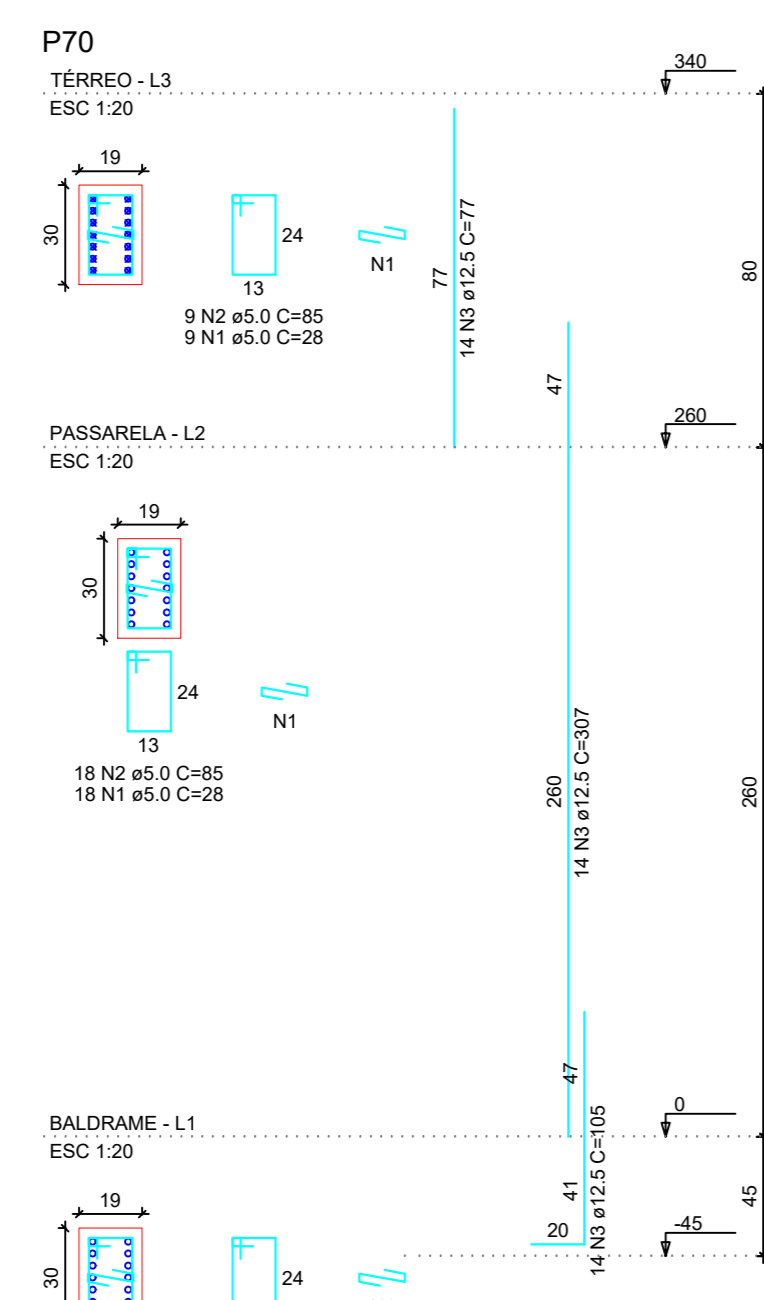 P70
TÉRREO - L3
340
ESC 1:20
19
30
24
N1
13
9 N2 ø5.0 C=85
9 N1 ø5.0 C=28
77
14 N3 ø12.5 C=77
80
47
PASSARELA - L2
260
ESC 1:20
19
30
24
N1
13
18 N2 ø5.0 C=85
18 N1 ø5.0 C=28
260
14 N3 ø12.5 C=307
260
47
BALDRAME - L1
0
ESC 1:20
14 N3 ø12.5 C=105
41
45
19
20
-45
30
24